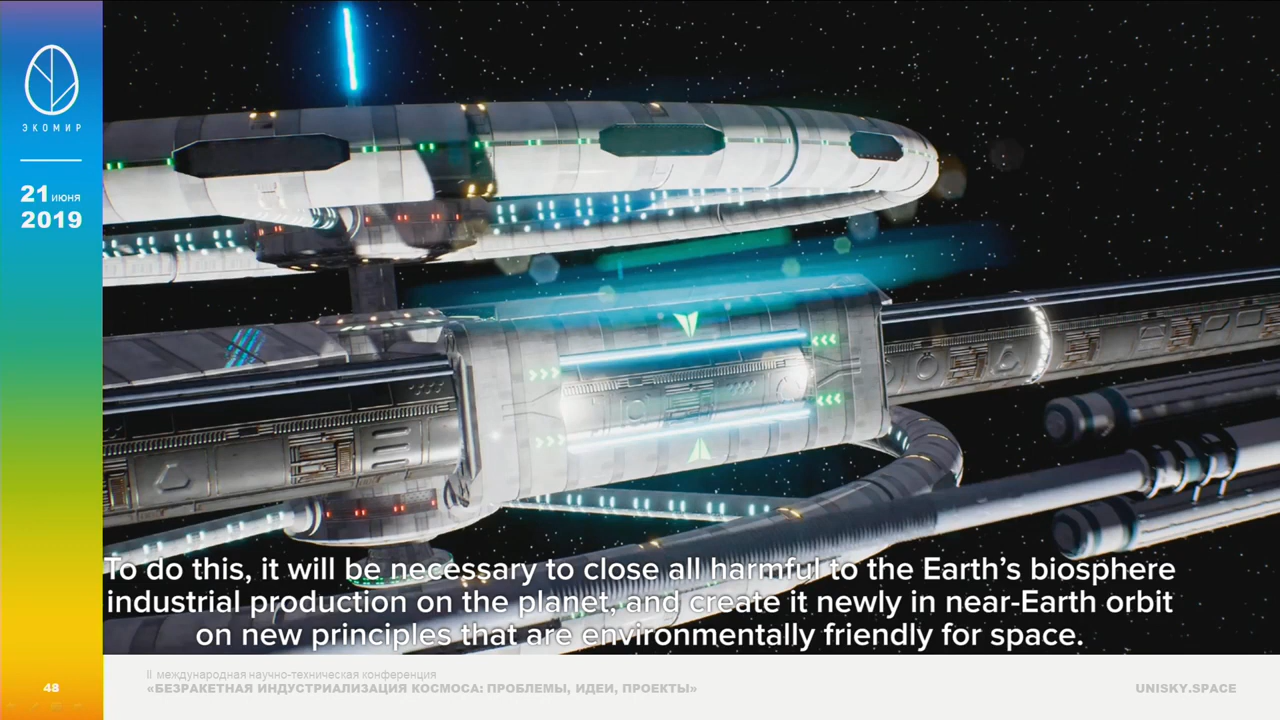 ЭКОМИР
21 июня
2019
To do this, it will be necessary to close all harmful to the Earth's biosphere
industrial production on the planet, and create it newly in near-Earth orbit
on new principles that are environmentally friendly for space.
48
II международная научно-техническая конференция
«БЕЗРАКЕТНАЯ ИНДУСТРИАЛИЗАЦИЯ КОСМОСА: ПРОБЛЕМЫ, ИДЕИ, ПРОЕКТЫ»
UNISKY.SPACE